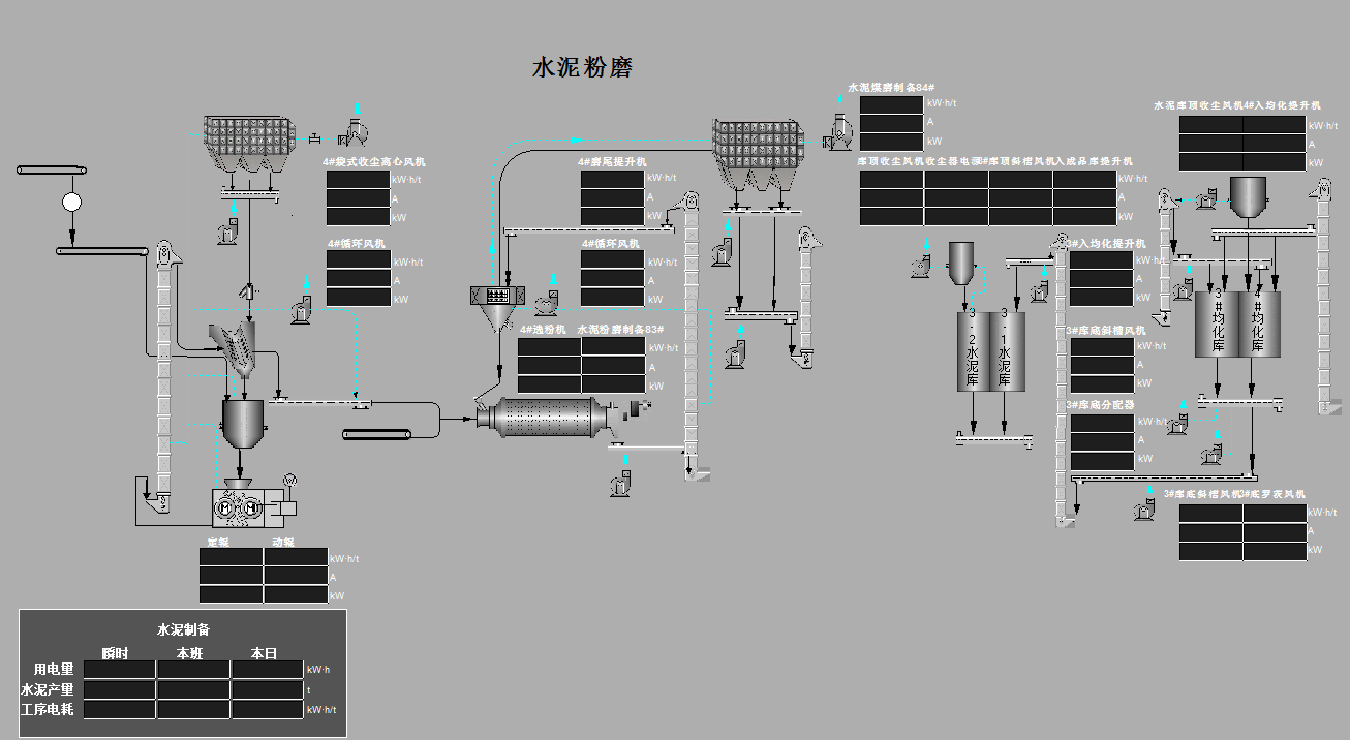 水泥粉磨
水泥煤磨制备84#
kW·h/t
A
kW
水泥库顶收尘风机4#入均化提升机
kW·h/t
A
kW
4#袋式收尘离心风机
kW·h/t
A
kW
4#磨尾提升机
kW·h/t
A
kW
库顶收尘风机收尘器电源
库顶斜槽风机入成品库提升机
kW·h/t
A
kW
4#循环风机
kW·h/t
A
kW
4#循环风机
kW·h/t
A
kW
3#入均化提升机
kW·h/t
A
kW
4#选粉机
水泥粉磨制备83#
kW·h/t
A
kW
3#库底斜槽风机
kW·h/t
A
kW
3#库底分配器
kW·h/t
A
kW
3 2水泥库
3 1水泥库
3#均化库
4#均化库
M
M
W
3#库底斜槽风机3#底罗茨风机
kW·h/t
A
kW
定辊
动辊
kW·h/t
A
kW
水泥制备
瞬时 本班 本日
用电量 kW·h
水泥产量 t
工序电耗 kW·h/t